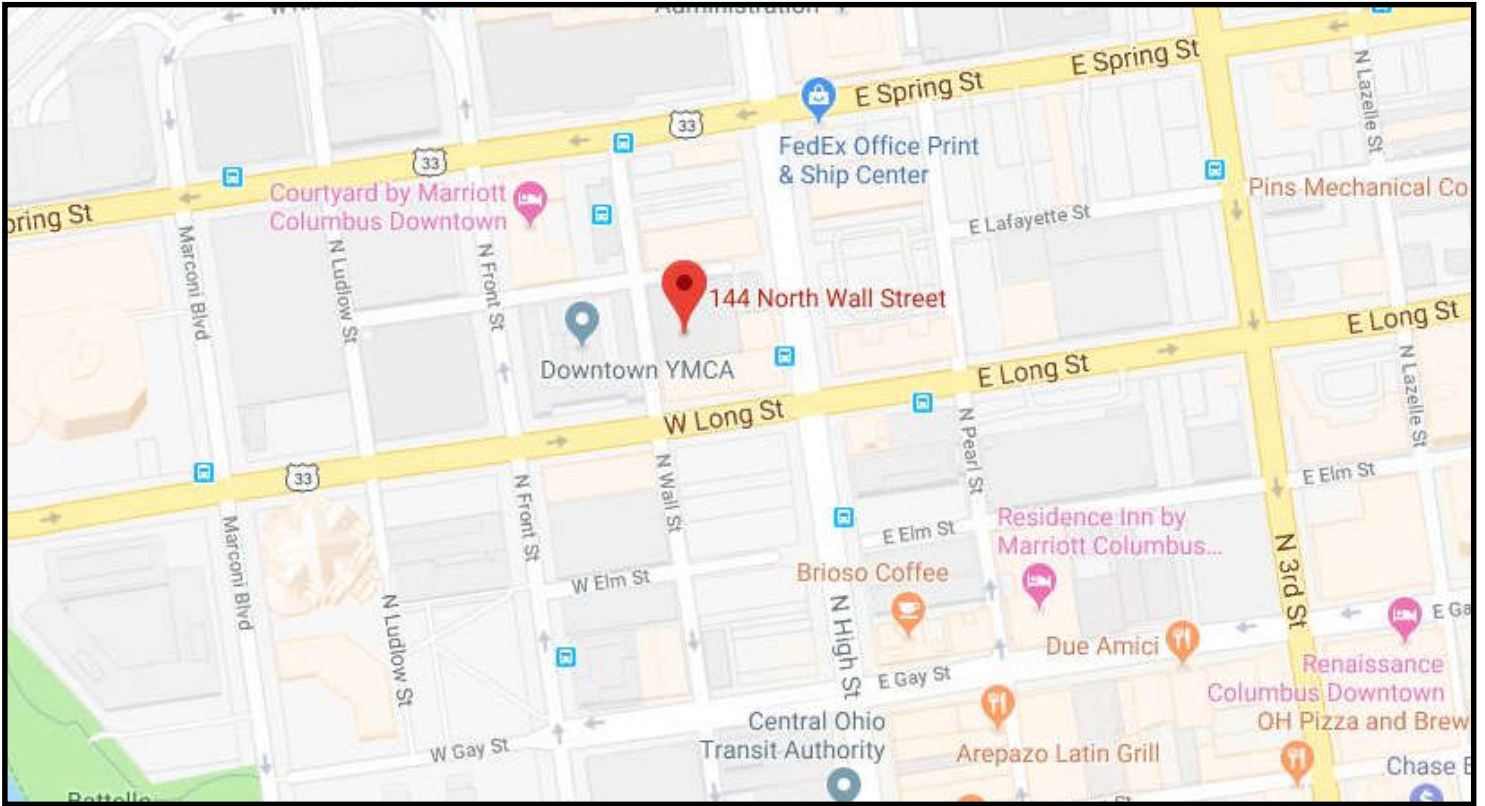 Administration
E Spring St
E Spring St
N Lazelle St
33
FedEx Office Print
& Ship Center
33
Courtyard by Marriott
Columbus Downtown
Pins Mechanical Co
pring St
E Lafayette St
Marconi Blvd
N Ludlow St
N Front St
144 North Wall Street
E Long St
Downtown YMCA
E Long St
N Lazelle St
W Long St
N Pearl St
33
N Wall St
N Front St
E Elm St
Marconi Blvd
Residence Inn by
Marriott Columbus...
E Elm St
N 3rd St
W Elm St
Brioso Coffee
N Ludlow St
N High St
E Ga
Due Amici
Renaissance
Columbus Downtown
E Gay St
Central Ohio
Transit Authority
OH Pizza and Brew
W Gay St
Arepazo Latin Grill
Chase